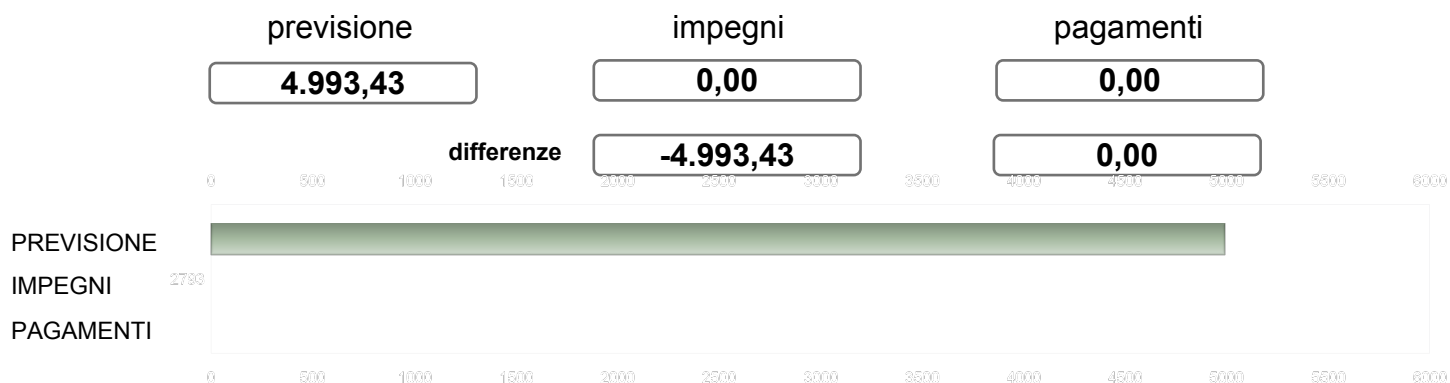 previsione impegni pagamenti
4.993,43 0,00 0,00
differenze -4.993,43 0,00
0 500 1000 1500 2000 2500 3000 3500 4000 4500 5000 5500 6000
PREVISIONE
IMPEGNI 2793
PAGAMENTI
0 500 1000 1500 2000 2500 3000 3500 4000 4500 5000 5500 6000